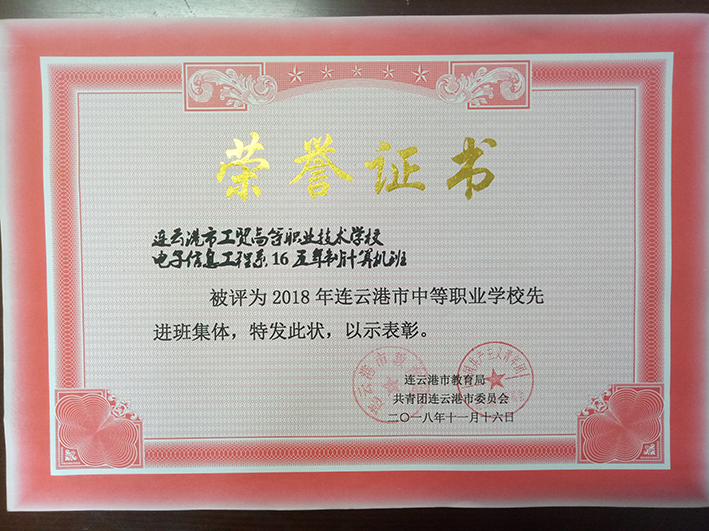 荣誉证书
连云港市工贸高等职业技术学校
电子信息工程系16五年制计算机班
被评为2018年连云港市中等职业学校先
进班集体，特发此状，以示表彰。
连云港市教育局
共青团连云港市委员会
二〇一八年十一月十六日